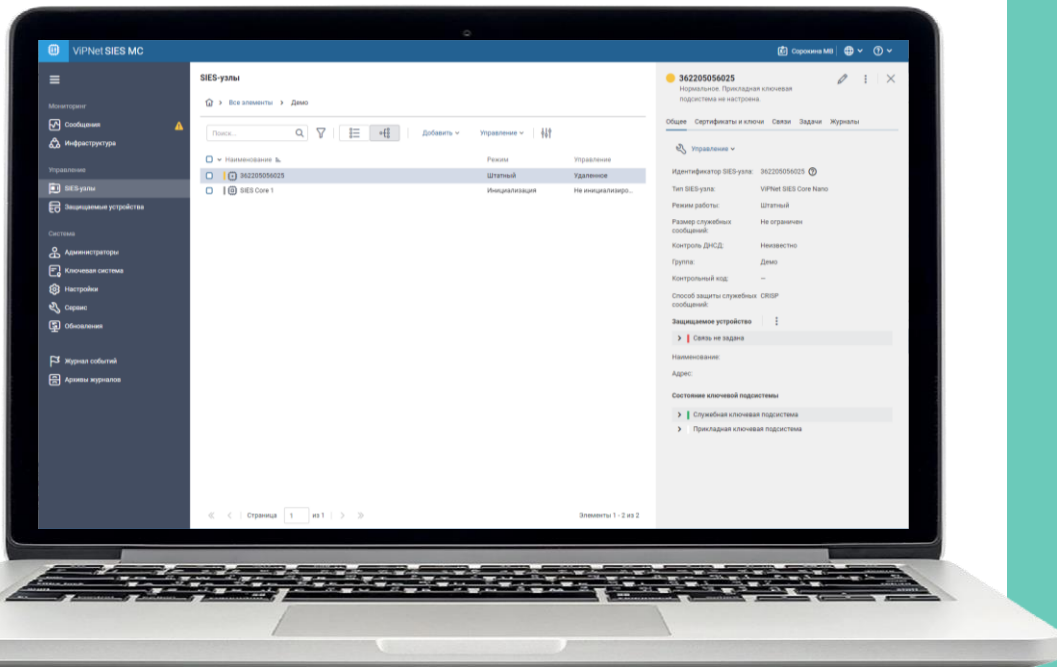 ViPNet SIES MC
Сорокина МВ
Мониторинг
Сообщения
Инфраструктура
Управление
SIES-узлы
Защищаемые устройства
Система
Администраторы
Ключевая система
Настройки
Сервис
Обновления
Журнал событий
Архивы журналов
SIES-узлы
Все элементы > Демо
Поиск...
Добавить
Управление
Наименование Режим Управление
362205056025 Штатный Удаленное
SIES Core 1 Инициализация Не инициализиро...
Страница 1 из 1
Элементы 1 - 2 из 2
362205056025
Нормальное. Прикладная ключевая
подсистема не настроена.
Общее Сертификаты и ключи Связи Задачи Журналы
Управление
Идентификатор SIES-узла: 362205056025
Тип SIES-узла: ViPNet SIES Core Nano
Режим работы: Штатный
Размер служебных Не ограничен
сообщений:
Контроль ДНСД: Неизвестно
Группа: Демо
Контрольный код: –
Способ защиты служебных CRISP
сообщений:
Защищаемое устройство
Связь не задана
Наименование:
Адрес:
Состояние ключевой подсистемы
Служебная ключевая подсистема
Прикладная ключевая подсистема